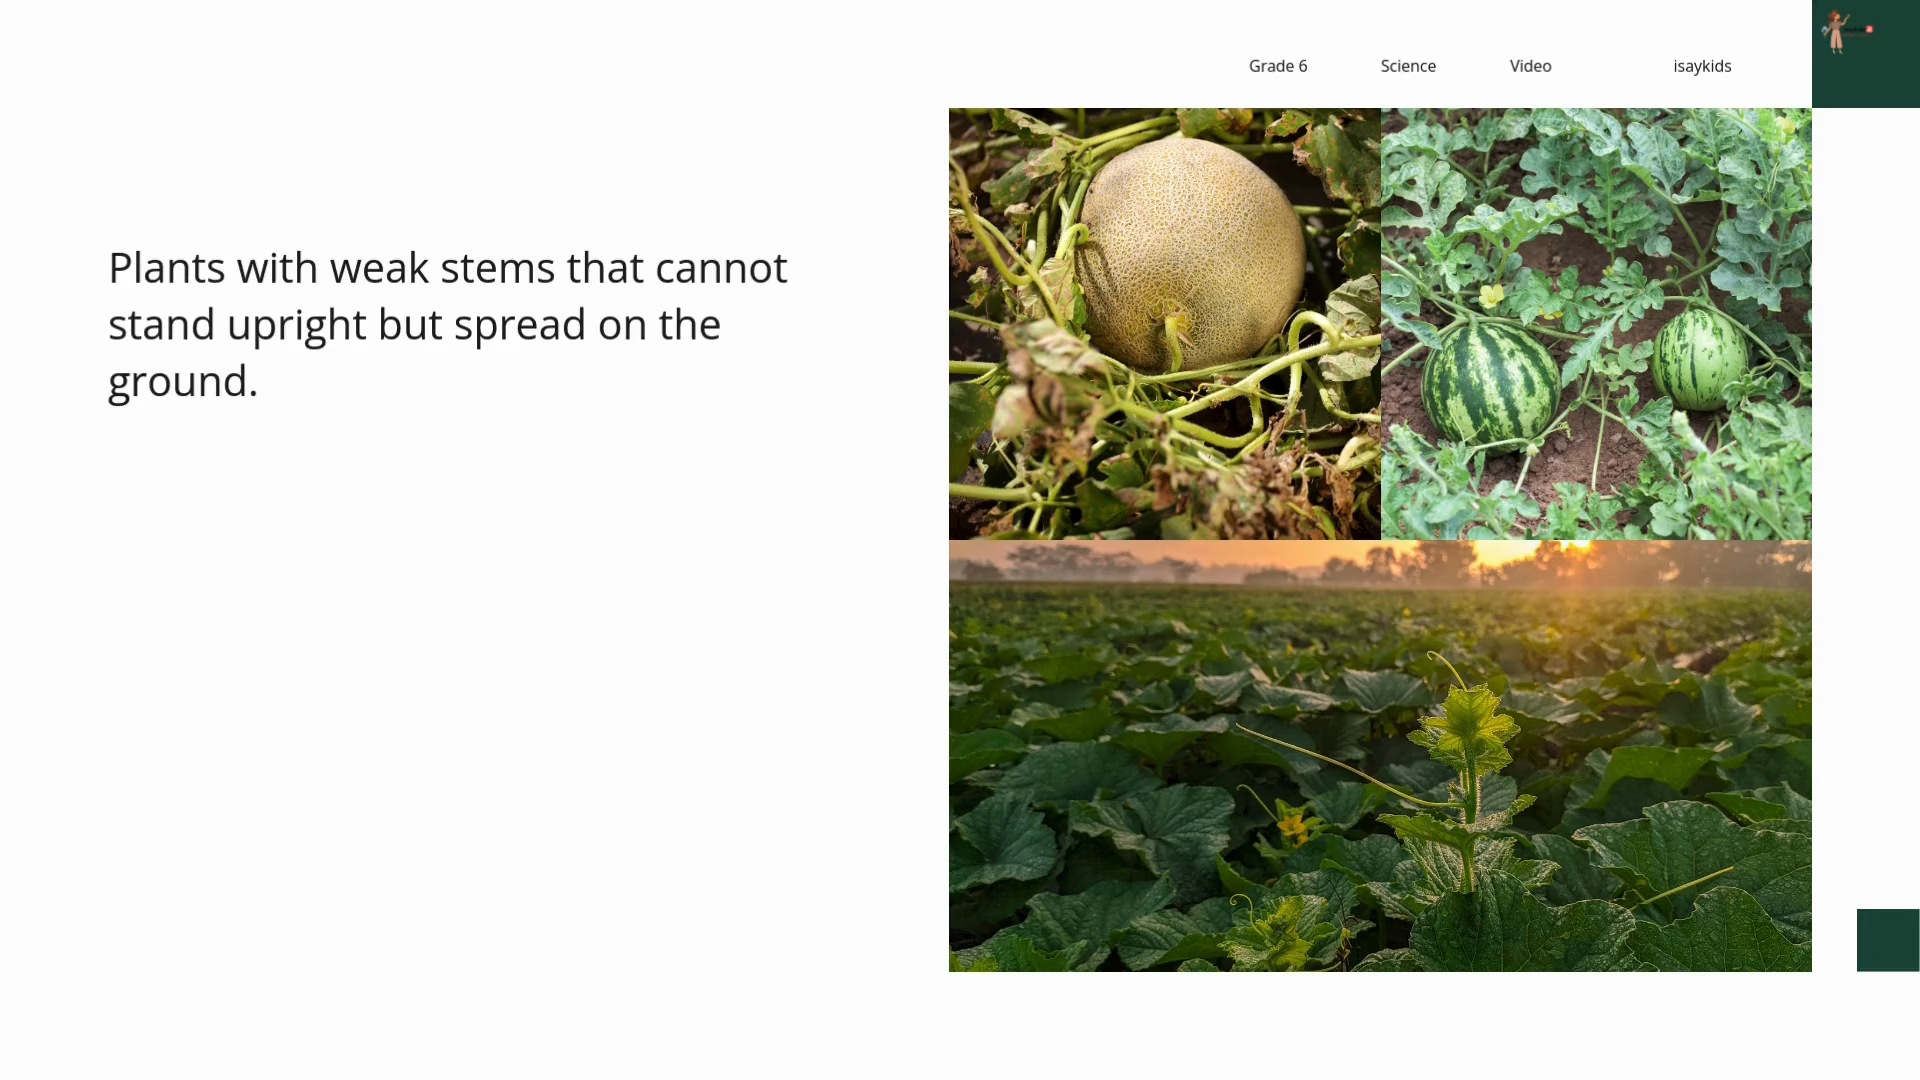 Grade 6 Science Video isaykids
Plants with weak stems that cannot
stand upright but spread on the
ground.